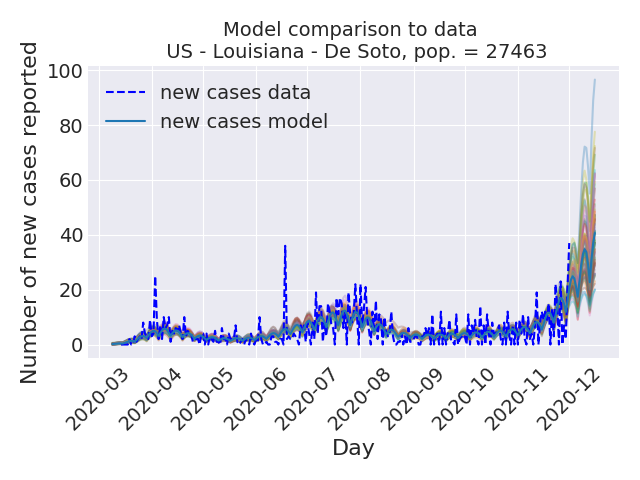 Model comparison to data
US - Louisiana - De Soto, pop. = 27463
Number of new cases reported
100
80
60
40
20
0
new cases data
new cases model
2020-03
2020-04
2020-05
2020-06
2020-07
2020-08
2020-09
2020-10
2020-11
2020-12
Day